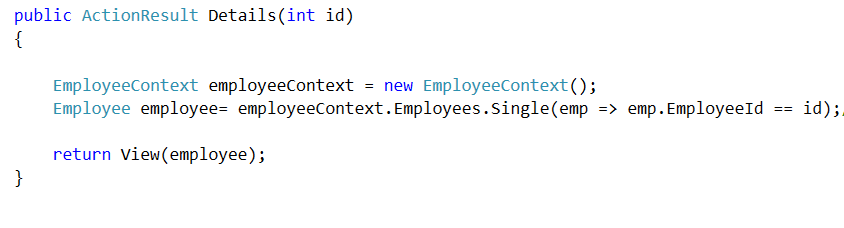 public ActionResult Details(int id)
{
EmployeeContext employeeContext = new EmployeeContext();
Employee employee= employeeContext.Employees.Single(emp => emp.EmployeeId == id);
return View(employee);
}